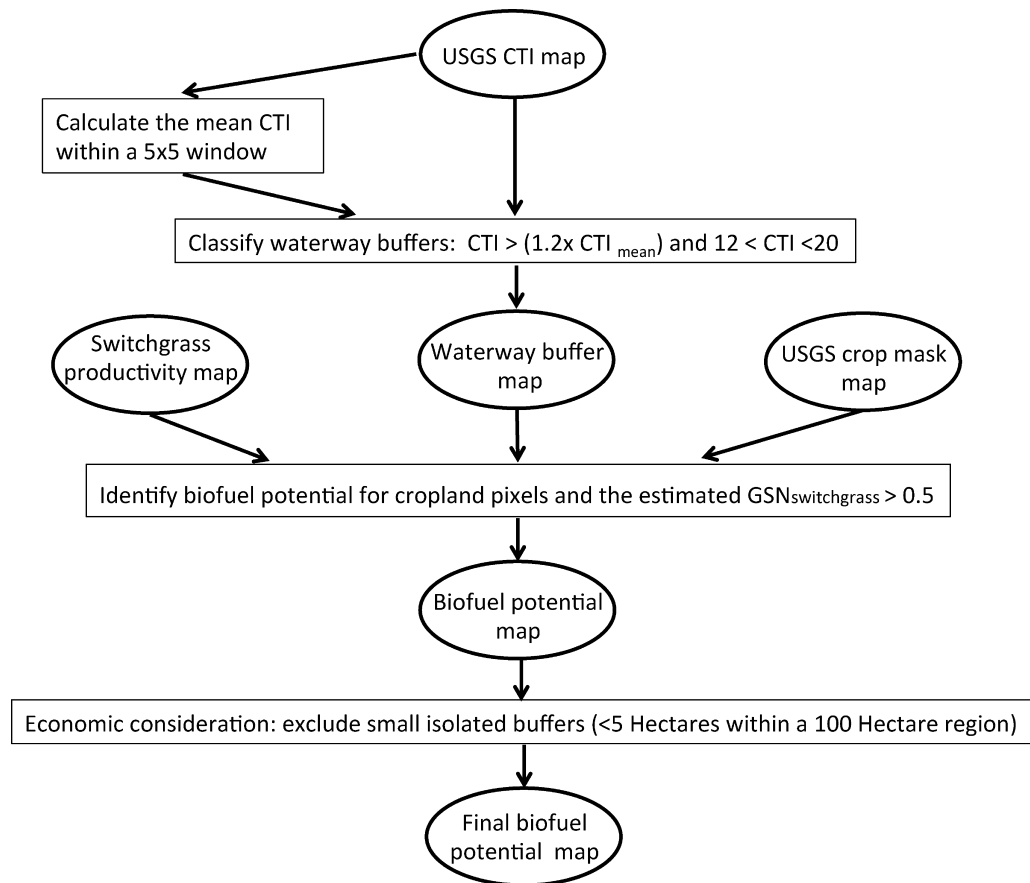 USGS CTI map
Calculate the mean CTI
within a 5x5 window
Classify waterway buffers:  CTI > (1.2x CTI mean) and 12 < CTI <20
Switchgrass
productivity map
Waterway buffer
map
USGS crop mask
map
Identify biofuel potential for cropland pixels and the estimated GSNswitchgrass > 0.5
Biofuel potential
map
Economic consideration: exclude small isolated buffers (<5 Hectares within a 100 Hectare region)
Final biofuel
potential  map